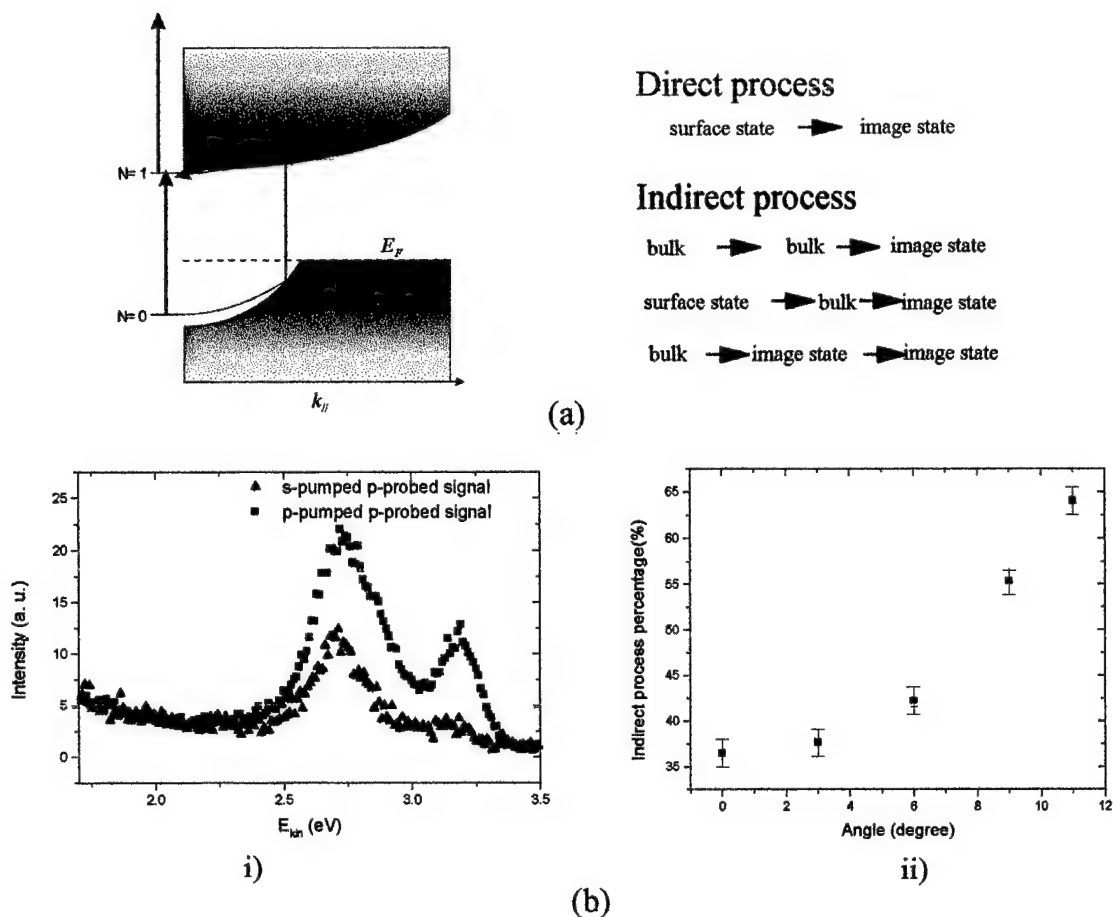 Direct process
surface state image state
Indirect process
bulk bulk image state
surface state bulk image state
bulk image state image state
N=1
E_F
N=0
k_//
(a)
s-pumped p-probed signal
p-pumped p-probed signal
25
20
15
10
5
0
Intensity (a. u.)
2.0 2.5 3.0 3.5
E_kin (eV)
i)
65
60
55
50
45
40
35
Indirect process percentage(%)
0 2 4 6 8 10 12
Angle (degree)
ii)
(b)